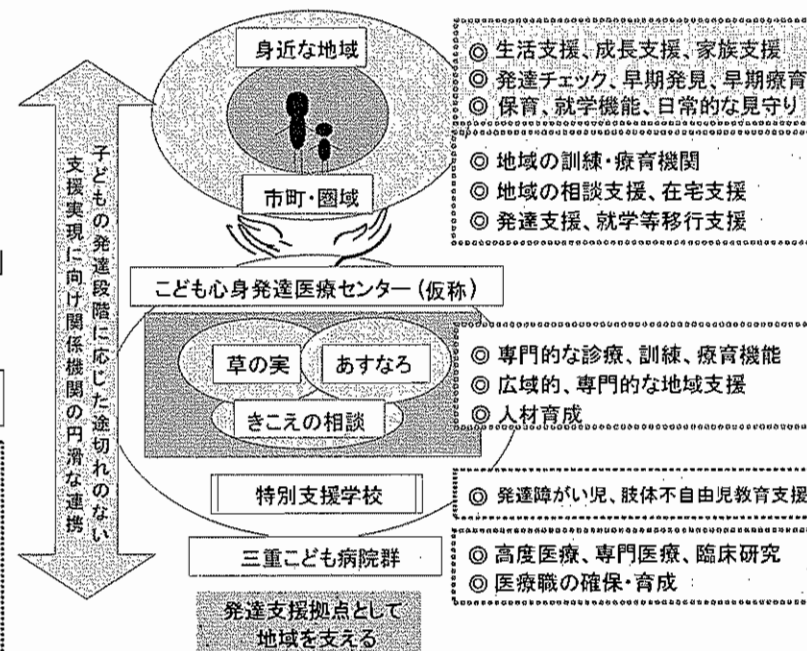 身近な地域
市町・圏域
◎ 生活支援、成長支援、家族支援
◎ 発達チェック、早期発見、早期療育
◎ 保育、就学機能、日常的な見守り
◎ 地域の訓練・療育機関
◎ 地域の相談支援、在宅支援
◎ 発達支援、就学等移行支援
子どもの発達段階に応じた途切れのない
支援実現に向け関係機関の円滑な連携
こども心身発達医療センター(仮称)
草の実
あすなろ
きこえの相談
◎ 専門的な診療、訓練、療育機能
◎ 広域的、専門的な地域支援
◎ 人材育成
特別支援学校
◎ 発達障がい児、肢体不自由児教育支援
三重こども病院群
◎ 高度医療、専門医療、臨床研究
◎ 医療職の確保・育成
発達支援拠点として
地域を支える